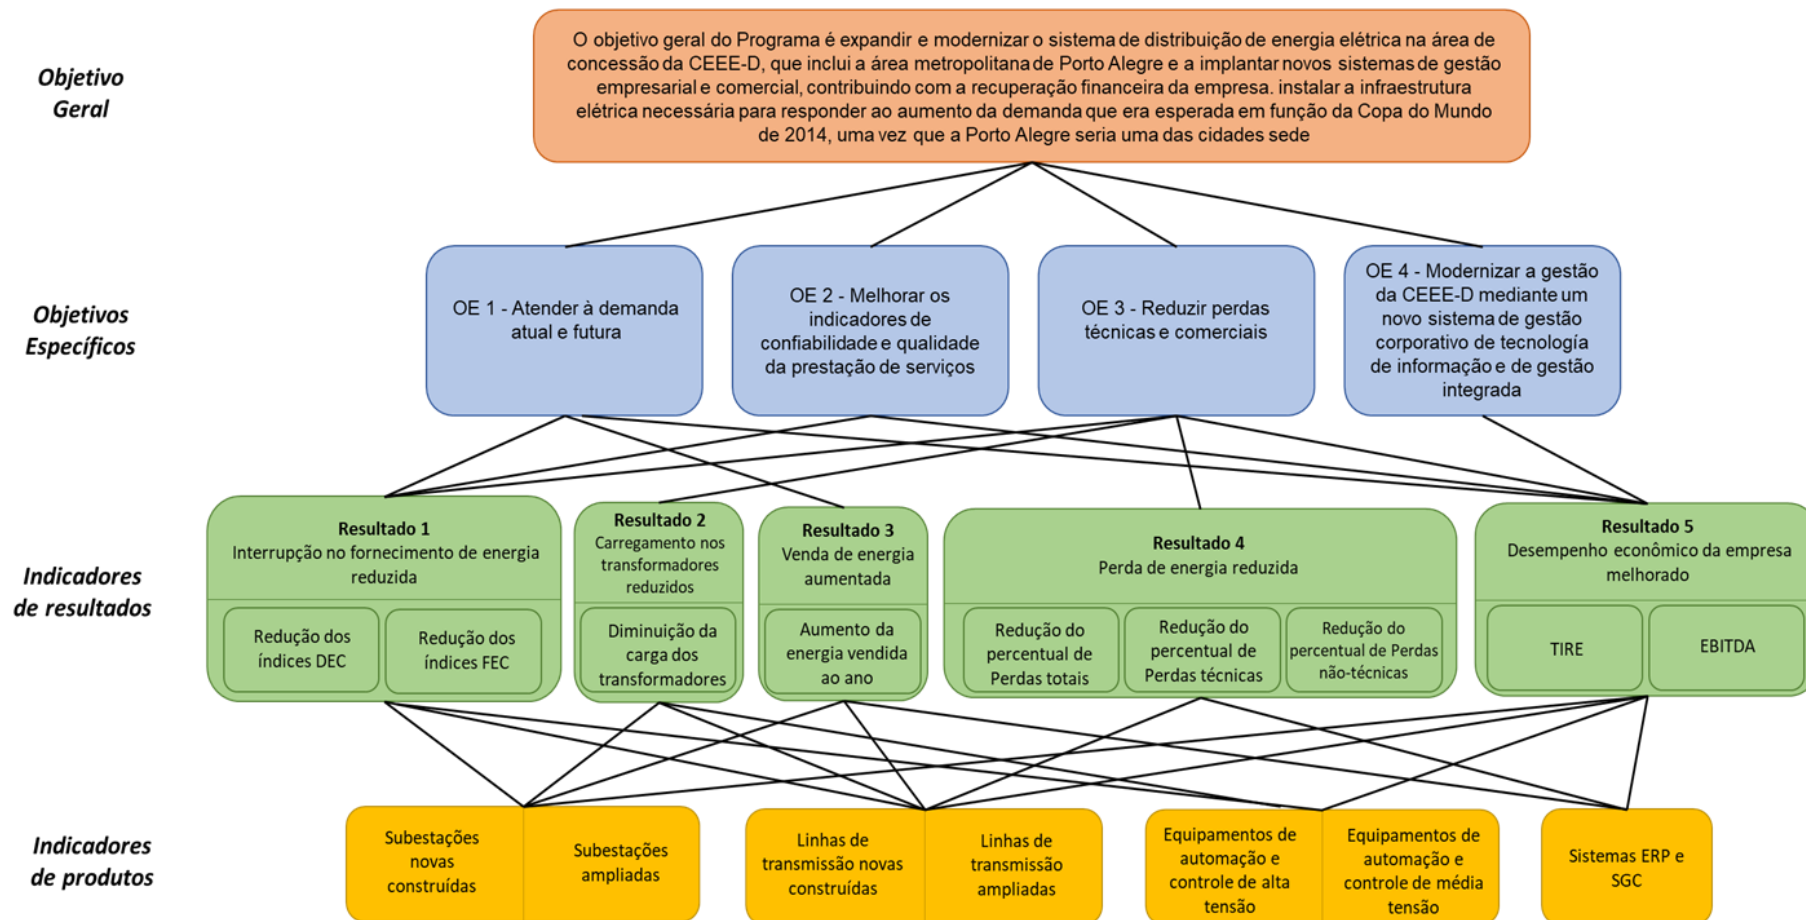 Objetivo
Geral
O objetivo geral do Programa é expandir e modernizar o sistema de distribuição de energia elétrica na área de
concessão da CEEE-D, que inclui a área metropolitana de Porto Alegre e a implantar novos sistemas de gestão
empresarial e comercial, contribuindo com a recuperação financeira da empresa. instalar a infraestrutura
elétrica necessária para responder ao aumento da demanda que era esperada em função da Copa do Mundo
de 2014, uma vez que a Porto Alegre seria uma das cidades sede
Objetivos
Específicos
OE 1 - Atender à demanda
atual e futura
OE 2 - Melhorar os
indicadores de
confiabilidade e qualidade
da prestação de serviços
OE 3 - Reduzir perdas
técnicas e comerciais
OE 4 - Modernizar a gestão
da CEEE-D mediante um
novo sistema de gestão
corporativo de tecnología
de informação e de gestão
integrada
Indicadores
de resultados
Resultado 1
Interrupção no fornecimento de energia
reduzida
Redução dos
índices DEC
Redução dos
índices FEC
Resultado 2
Carregamento nos
transformadores
reduzidos
Diminuição da
carga dos
transformadores
Resultado 3
Venda de energia
aumentada
Aumento da
energia vendida
ao ano
Resultado 4
Perda de energia reduzida
Redução do
percentual de
Perdas totais
Redução do
percentual de
Perdas técnicas
Redução do
percentual de Perdas
não-técnicas
Resultado 5
Desempenho econômico da empresa
melhorado
TIRE
EBITDA
Indicadores
de produtos
Subestações
novas
construídas
Subestações
ampliadas
Linhas de
transmissão novas
construídas
Linhas de
transmissão
ampliadas
Equipamentos de
automação e
controle de alta
tensão
Equipamentos de
automação e
controle de média
tensão
Sistemas ERP e
SGC